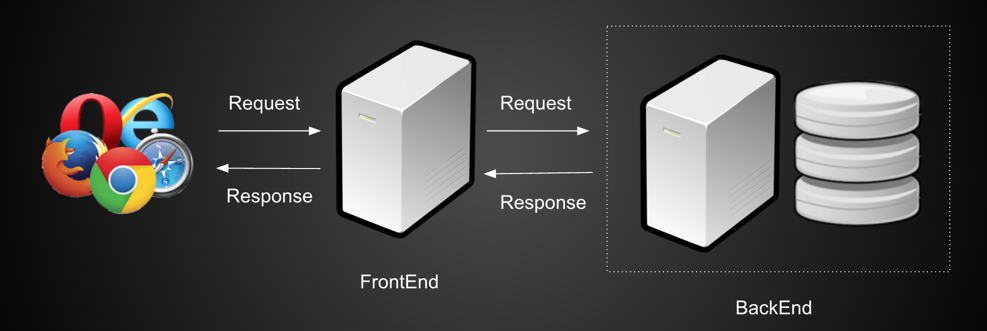 Request
Response
FrontEnd
Request
Response
BackEnd